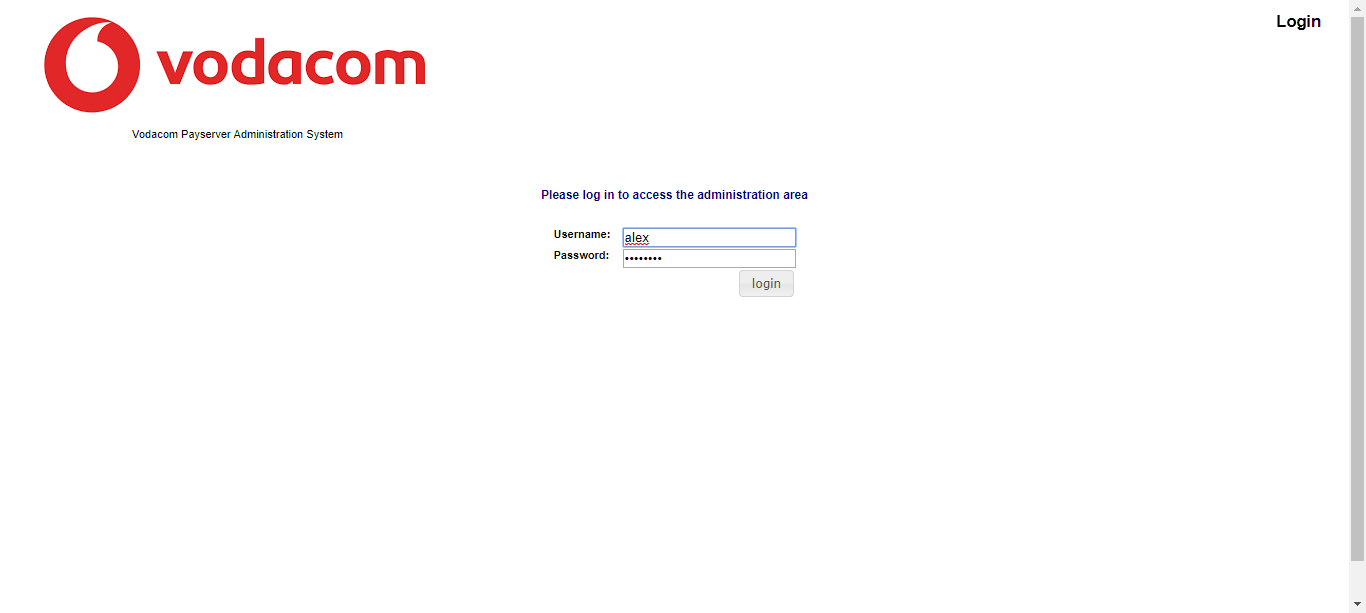 Login
vodacom
Vodacom Payserver Administration System
Please log in to access the administration area
Username: alex
Password: ••••••••
login